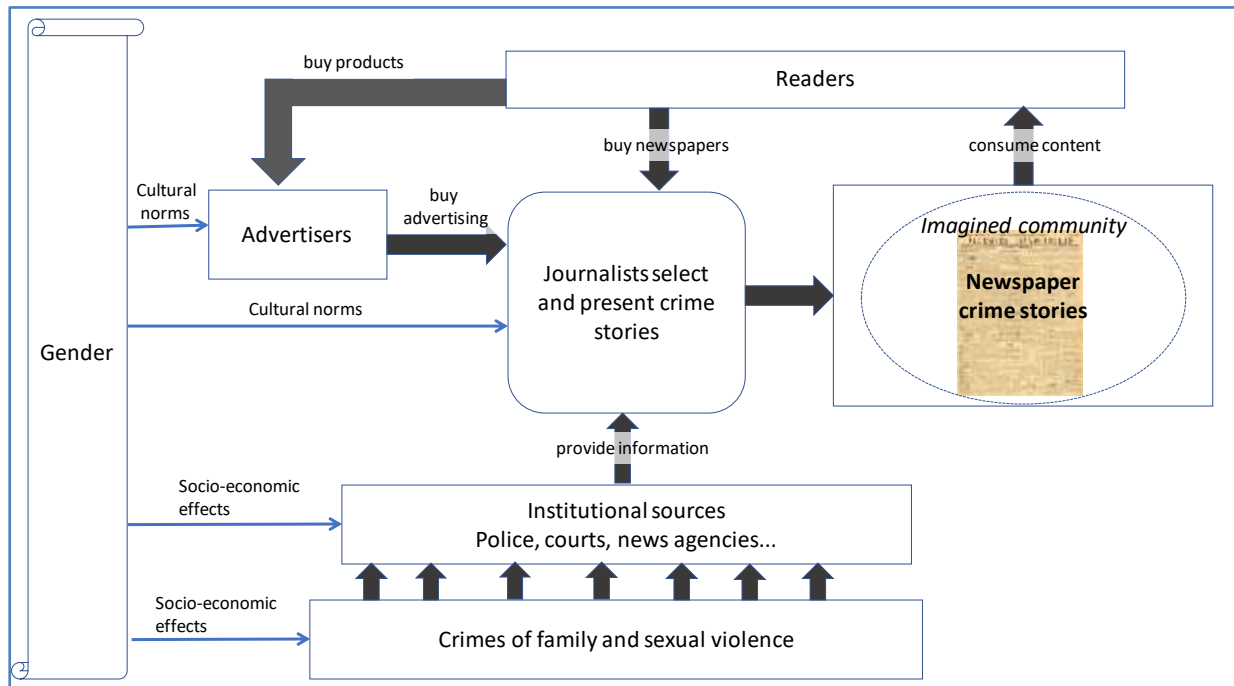 buy products
Readers
buy newspapers
consume content
Cultural
norms
Advertisers
buy
advertising
Imagined community
Newspaper
crime stories
Journalists select
and present crime
stories
Cultural norms
Gender
provide information
Socio-economic
effects
Institutional sources
Police, courts, news agencies...
Socio-economic
effects
Crimes of family and sexual violence